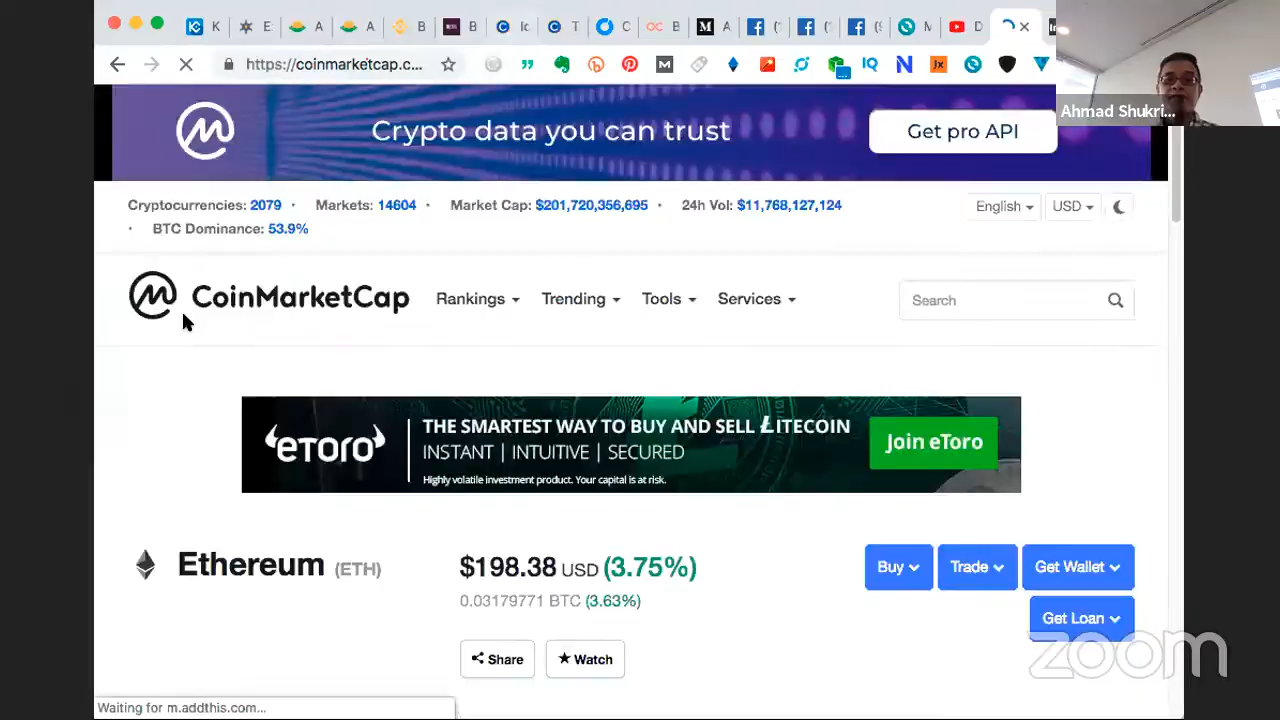 K
E
A
A
B
B
Ic
T
C
B
A
(
(
(
M
D
https://coinmarketcap.c...
IQ
N
jx
Ahmad Shukri...
Crypto data you can trust
Get pro API
Cryptocurrencies: 2079 • Markets: 14604 • Market Cap: $201,720,356,695 • 24h Vol: $11,768,127,124
• BTC Dominance: 53.9%
English
USD
CoinMarketCap
Rankings
Trending
Tools
Services
Search
eToro
THE SMARTEST WAY TO BUY AND SELL ŁITECOIN
INSTANT | INTUITIVE | SECURED
Highly volatile investment product. Your capital is at risk.
Join eToro
Ethereum (ETH)
$198.38 USD (3.75%)
0.03179771 BTC (3.63%)
Buy
Trade
Get Wallet
Get Loan
Share
Watch
zoom
Waiting for m.addthis.com...